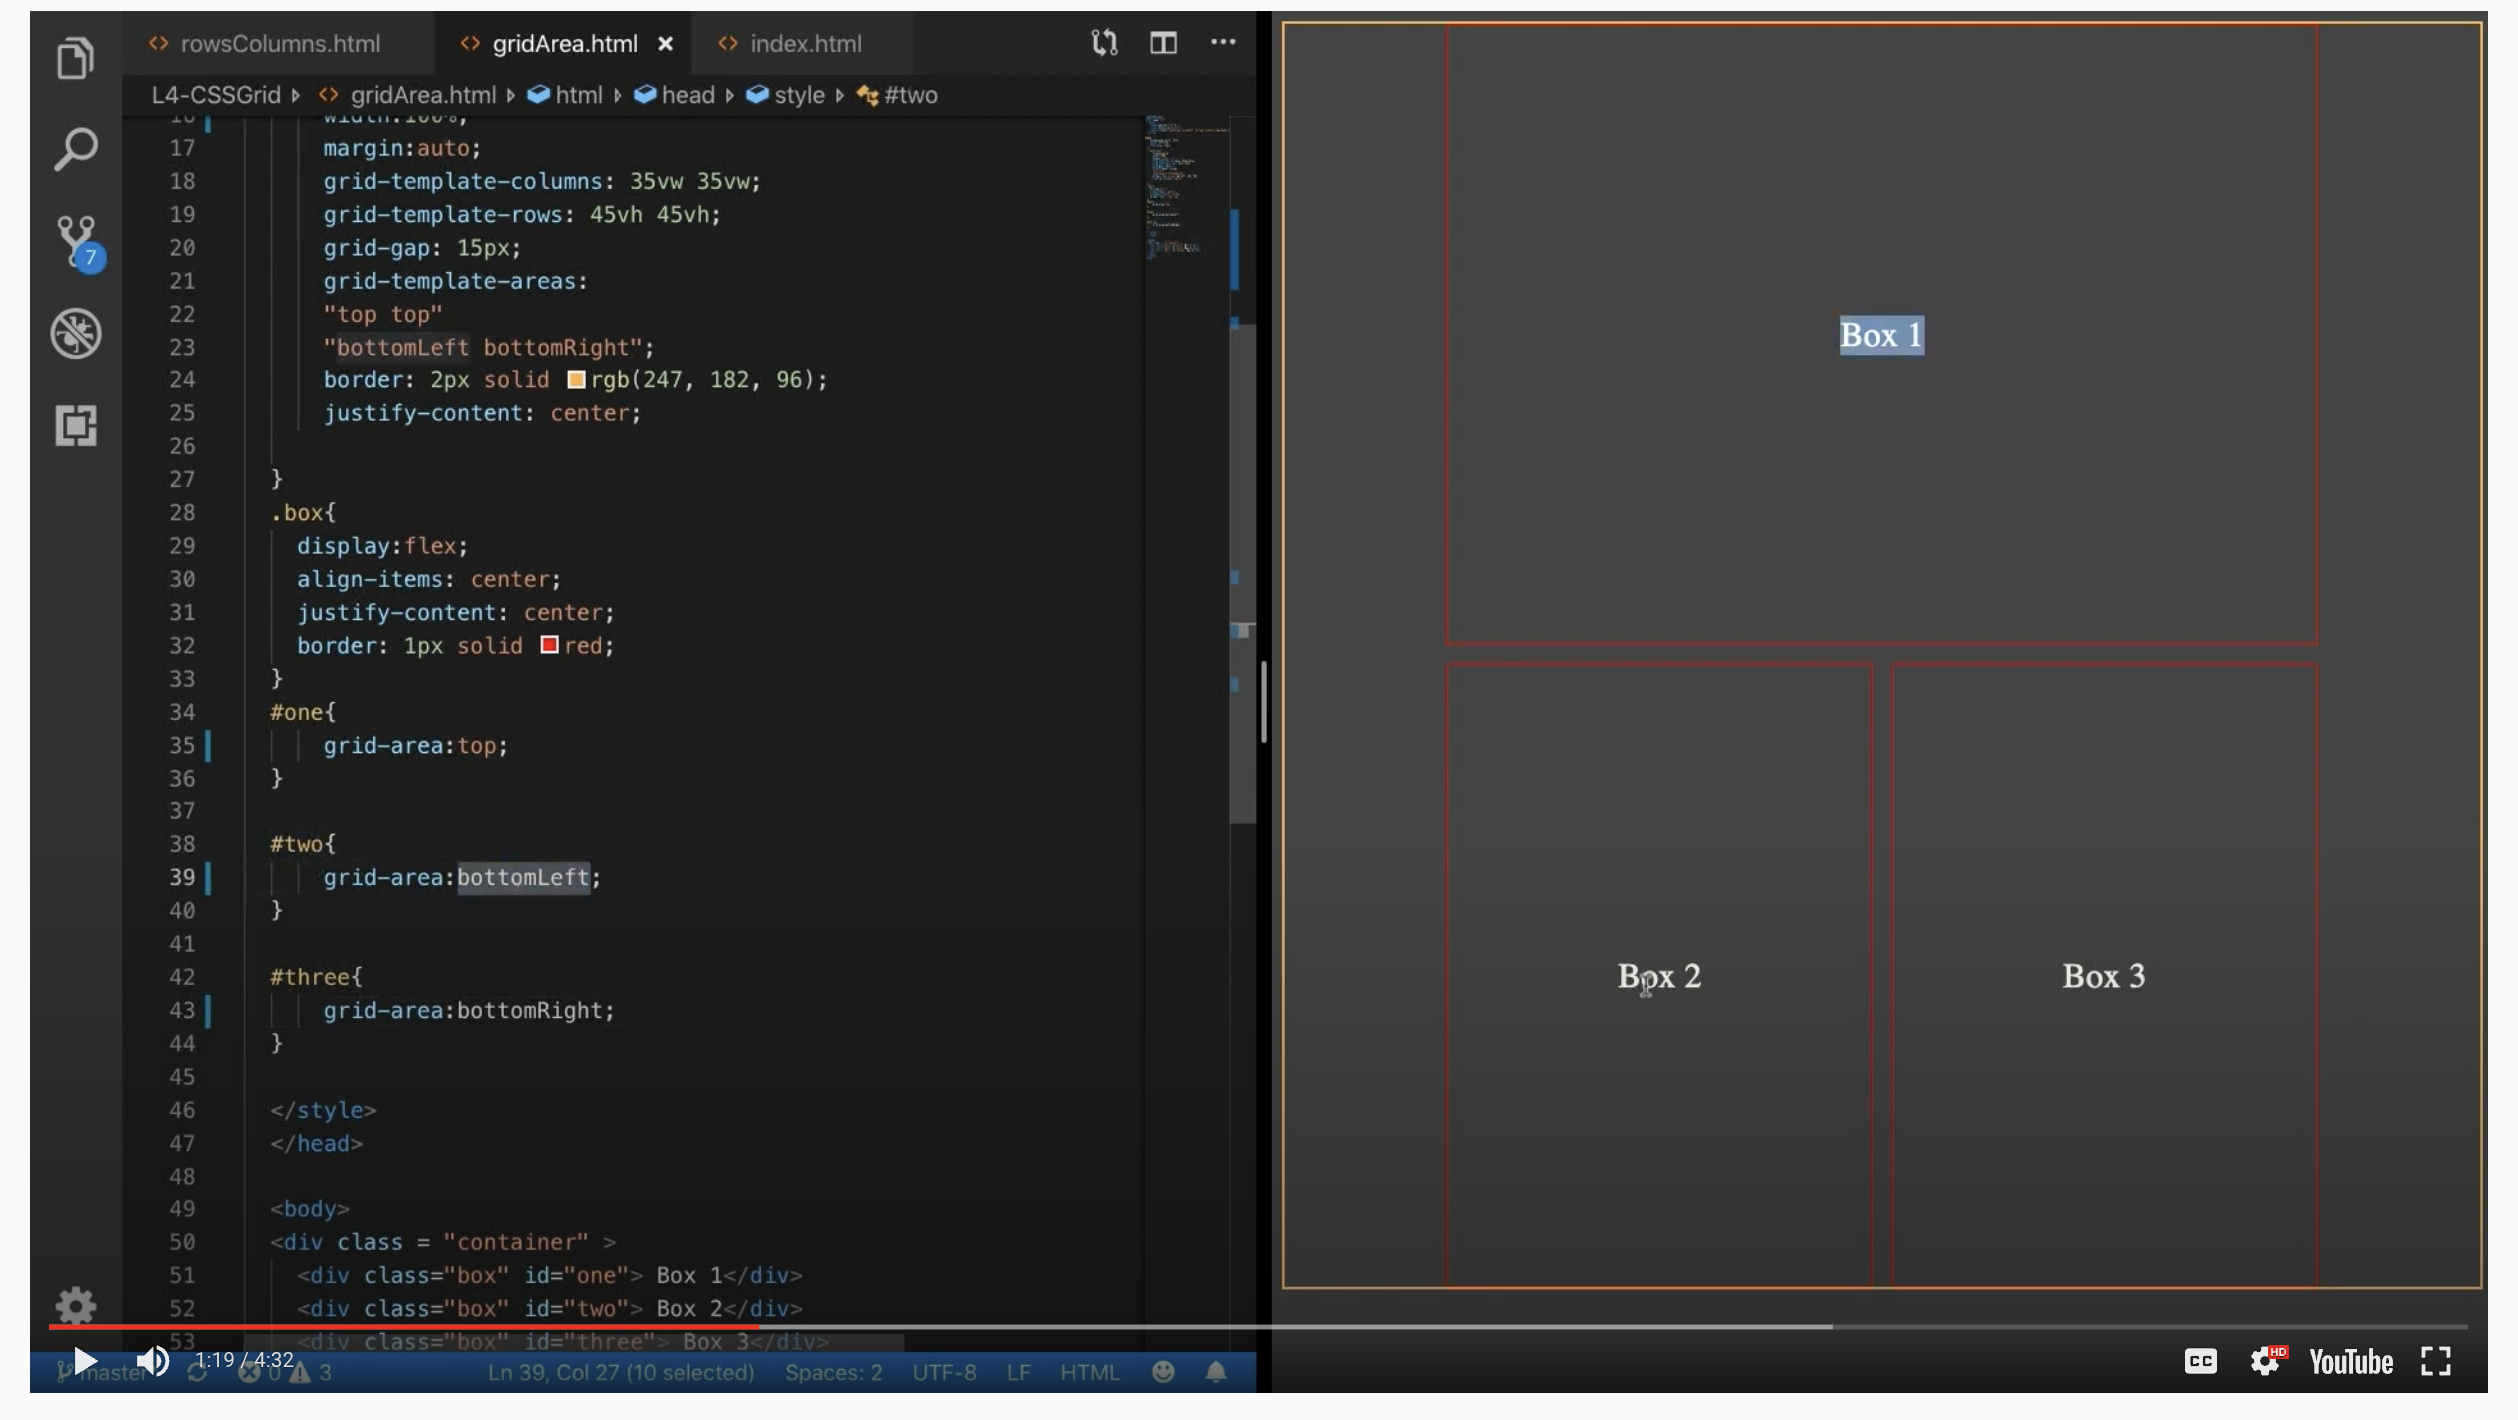 rowsColumns.html
gridArea.html
index.html
L4-CSSGrid gridArea.html html head style #two
16 width:100%;
17 margin:auto;
18 grid-template-columns: 35vw 35vw;
19 grid-template-rows: 45vh 45vh;
20 grid-gap: 15px;
21 grid-template-areas:
22 "top top"
23 "bottomLeft bottomRight";
24 border: 2px solid rgb(247, 182, 96);
25 justify-content: center;
26
27 }
28 .box{
29 display:flex;
30 align-items: center;
31 justify-content: center;
32 border: 1px solid red;
33 }
34 #one{
35 grid-area:top;
36 }
37
38 #two{
39 grid-area:bottomLeft;
40 }
41
42 #three{
43 grid-area:bottomRight;
44 }
45
46 </style>
47 </head>
48
49 <body>
50 <div class = "container" >
51 <div class="box" id="one"> Box 1</div>
52 <div class="box" id="two"> Box 2</div>
53 <div class="box" id="three"> Box 3</div>
7
Box 1
Box 2
Box 3
1:19 / 4:32
master 0 3 Ln 39, Col 27 (10 selected) Spaces: 2 UTF-8 LF HTML
CC HD YouTube